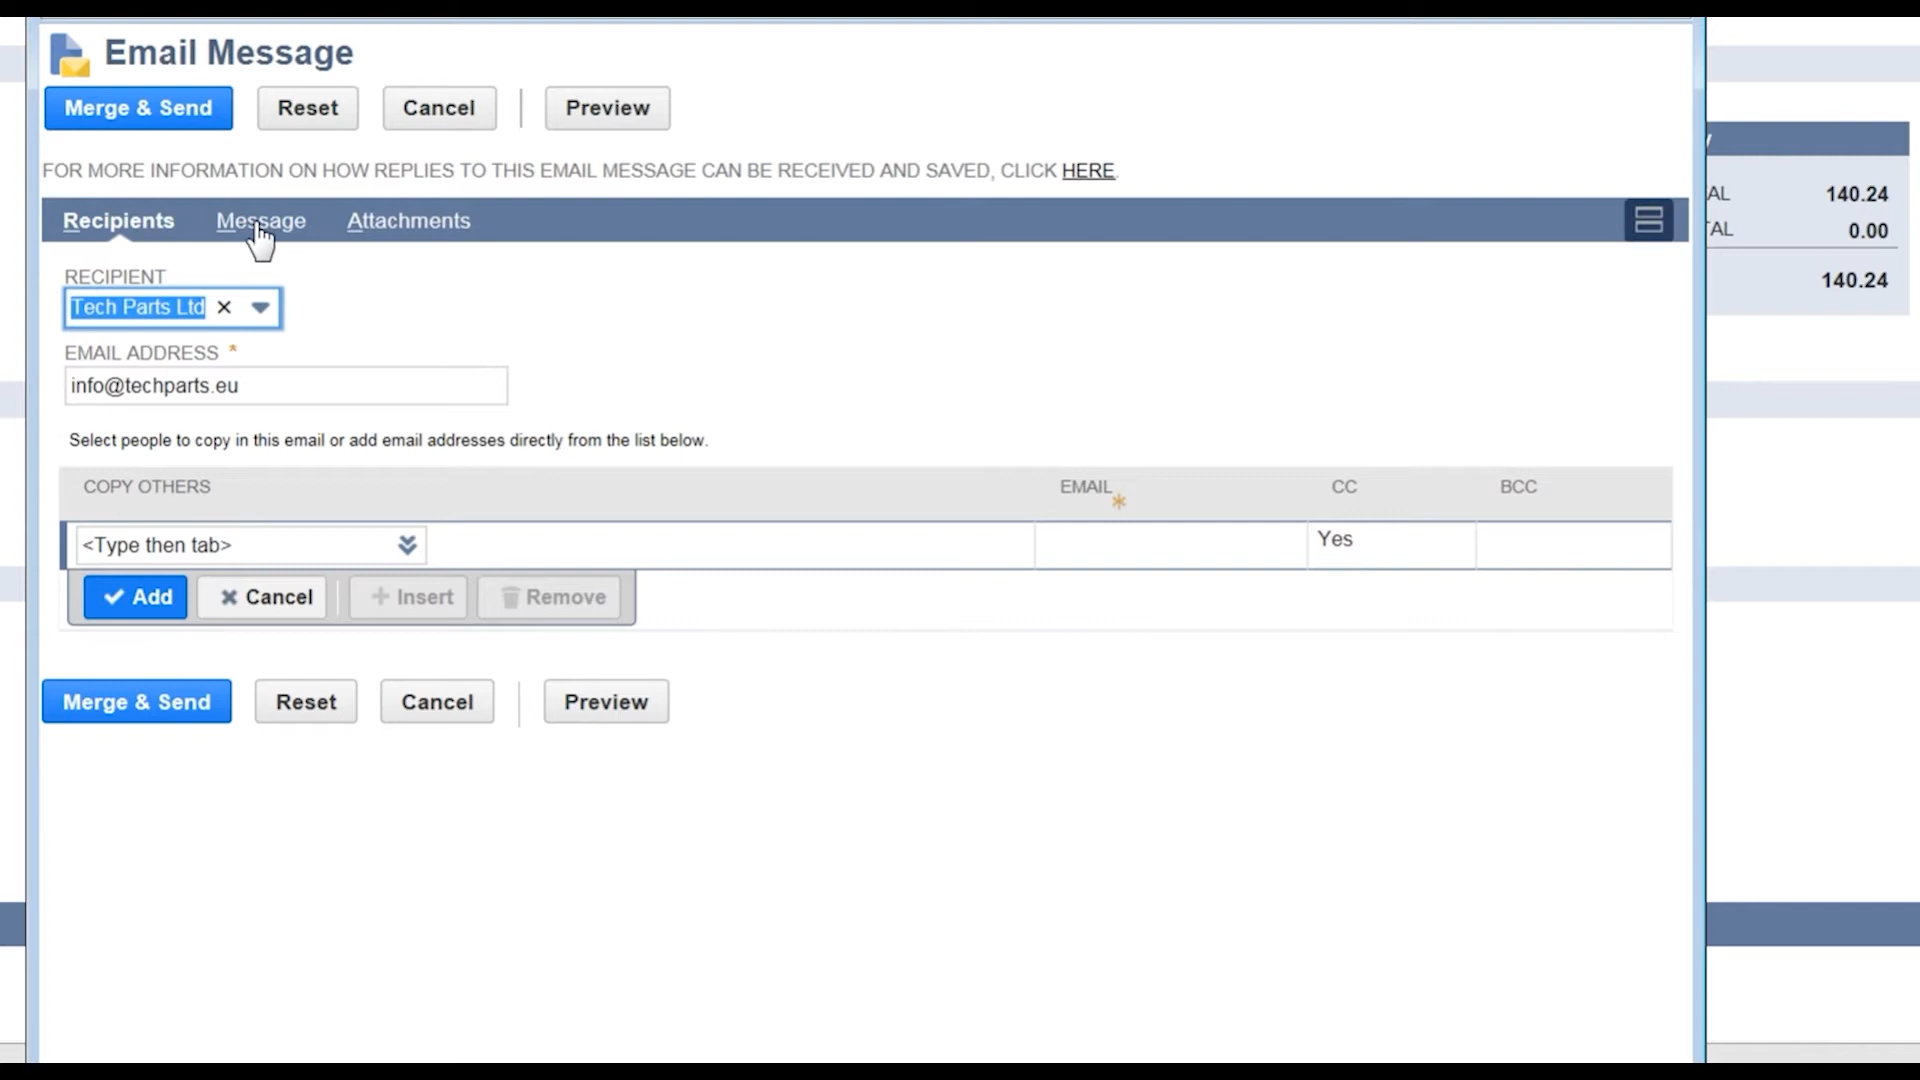 Email Message
Merge & Send Reset Cancel Preview
FOR MORE INFORMATION ON HOW REPLIES TO THIS EMAIL MESSAGE CAN BE RECEIVED AND SAVED, CLICK HERE.
Recipients Message Attachments
RECIPIENT
Tech Parts Ltd
EMAIL ADDRESS *
info@techparts.eu
Select people to copy in this email or add email addresses directly from the list below.
COPY OTHERS EMAIL * CC BCC
<Type then tab> Yes
Add Cancel Insert Remove
Merge & Send Reset Cancel Preview
AL 140.24
TAL 0.00
140.24